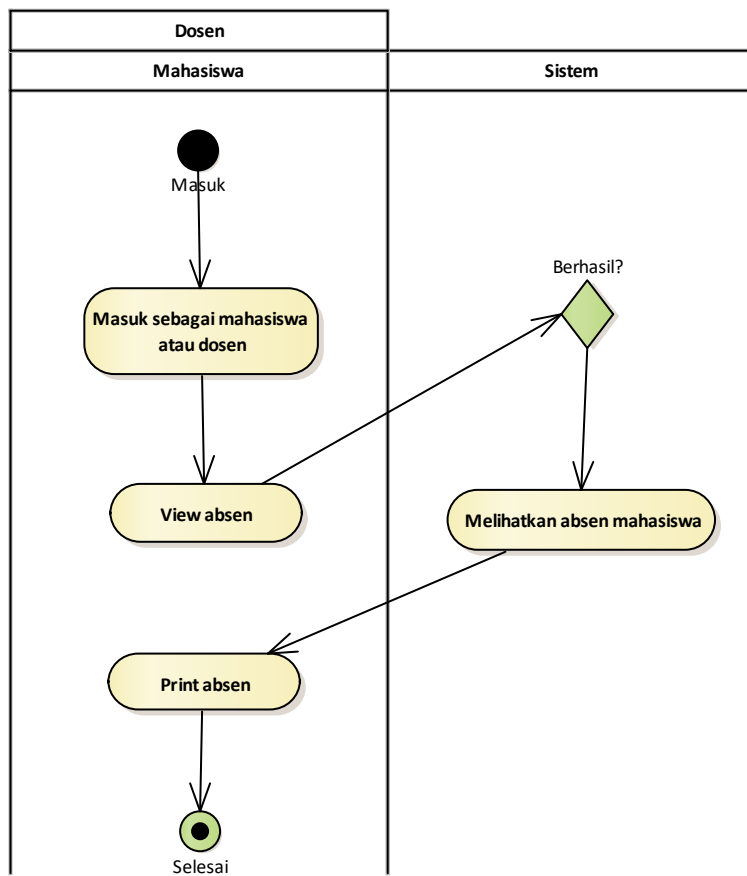 Dosen
Mahasiswa
Sistem
Masuk
Berhasil?
Masuk sebagai mahasiswa
atau dosen
View absen
Melihatkan absen mahasiswa
Print absen
Selesai